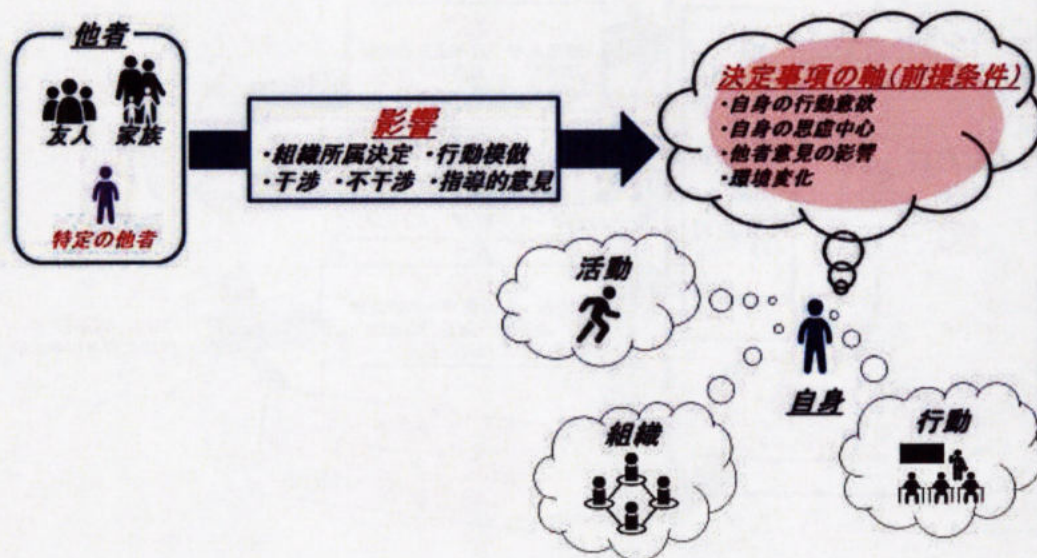 他者
友人 家族
特定の他者
影響
・組織所属決定 ・行動模倣
・干渉 ・不干渉 ・指導的意見
決定事項の軸(前提条件)
・自身の行動意欲
・自身の思慮中心
・他者意見の影響
・環境変化
活動
自身
組織
行動